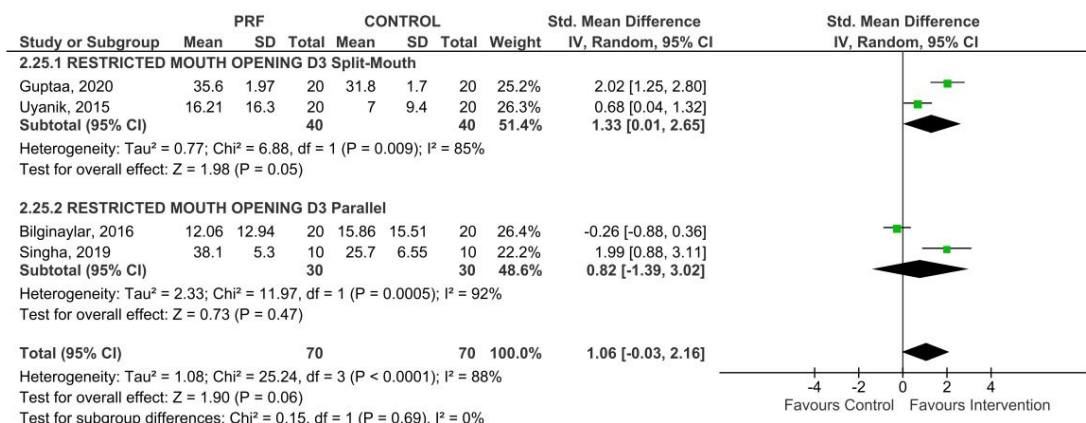 PRF CONTROL Std. Mean Difference Std. Mean Difference
Study or Subgroup Mean SD Total Mean SD Total Weight IV, Random, 95% CI IV, Random, 95% CI
2.25.1 RESTRICTED MOUTH OPENING D3 Split-Mouth
Guptaa, 2020 35.6 1.97 20 31.8 1.7 20 25.2% 2.02 [1.25, 2.80]
Uyanik, 2015 16.21 16.3 20 7 9.4 20 26.3% 0.68 [0.04, 1.32]
Subtotal (95% CI) 40 40 51.4% 1.33 [0.01, 2.65]
Heterogeneity: Tau² = 0.77; Chi² = 6.88, df = 1 (P = 0.009); I² = 85%
Test for overall effect: Z = 1.98 (P = 0.05)
2.25.2 RESTRICTED MOUTH OPENING D3 Parallel
Bilginaylar, 2016 12.06 12.94 20 15.86 15.51 20 26.4% -0.26 [-0.88, 0.36]
Singha, 2019 38.1 5.3 10 25.7 6.55 10 22.2% 1.99 [0.88, 3.11]
Subtotal (95% CI) 30 30 48.6% 0.82 [-1.39, 3.02]
Heterogeneity: Tau² = 2.33; Chi² = 11.97, df = 1 (P = 0.0005); I² = 92%
Test for overall effect: Z = 0.73 (P = 0.47)
Total (95% CI) 70 70 100.0% 1.06 [-0.03, 2.16]
Heterogeneity: Tau² = 1.08; Chi² = 25.24, df = 3 (P < 0.0001); I² = 88%
Test for overall effect: Z = 1.90 (P = 0.06)
Test for subgroup differences: Chi² = 0.15, df = 1 (P = 0.69), I² = 0%
-4 -2 0 2 4
Favours Control Favours Intervention